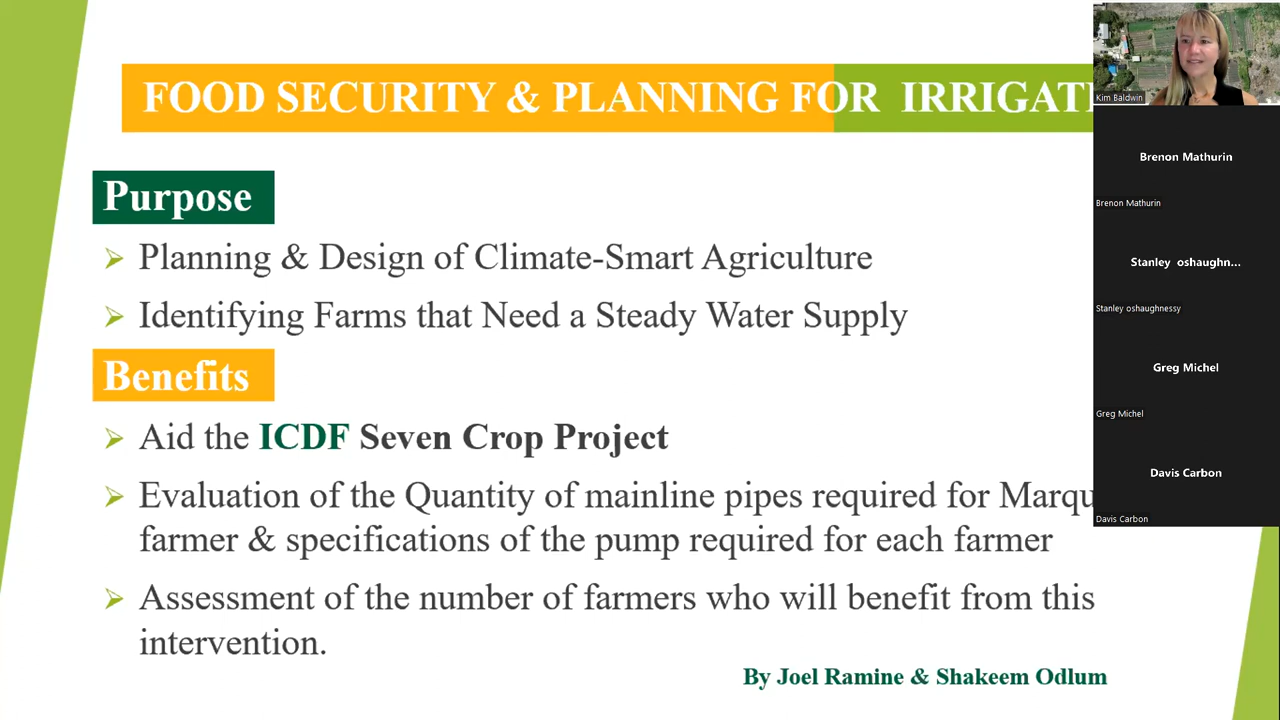 FOOD SECURITY & PLANNING FOR IRRIGAT
Purpose
Planning & Design of Climate-Smart Agriculture
Identifying Farms that Need a Steady Water Supply
Benefits
Aid the ICDF Seven Crop Project
Evaluation of the Quantity of mainline pipes required for Marqu
farmer & specifications of the pump required for each farmer
Assessment of the number of farmers who will benefit from this
intervention.
By Joel Ramine & Shakeem Odlum
Kim Baldwin
Brenon Mathurin
Brenon Mathurin
Stanley oshaughn...
Stanley oshaughnessy
Greg Michel
Greg Michel
Davis Carbon
Davis Carbon